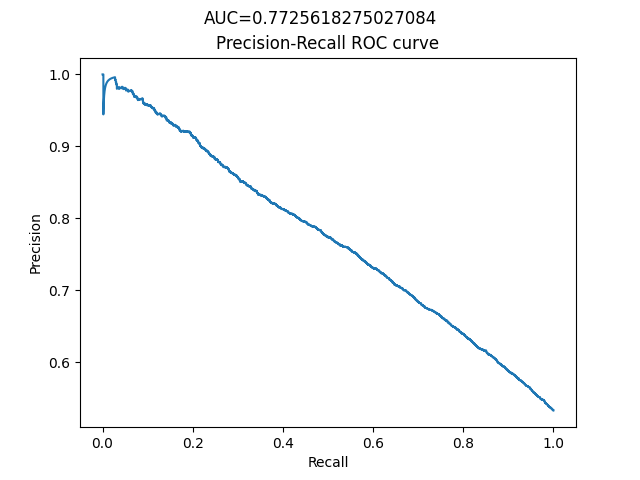 AUC=0.7725618275027084
Precision-Recall ROC curve
1.0
0.9
0.8
0.7
0.6
Precision
0.0 0.2 0.4 0.6 0.8 1.0
Recall